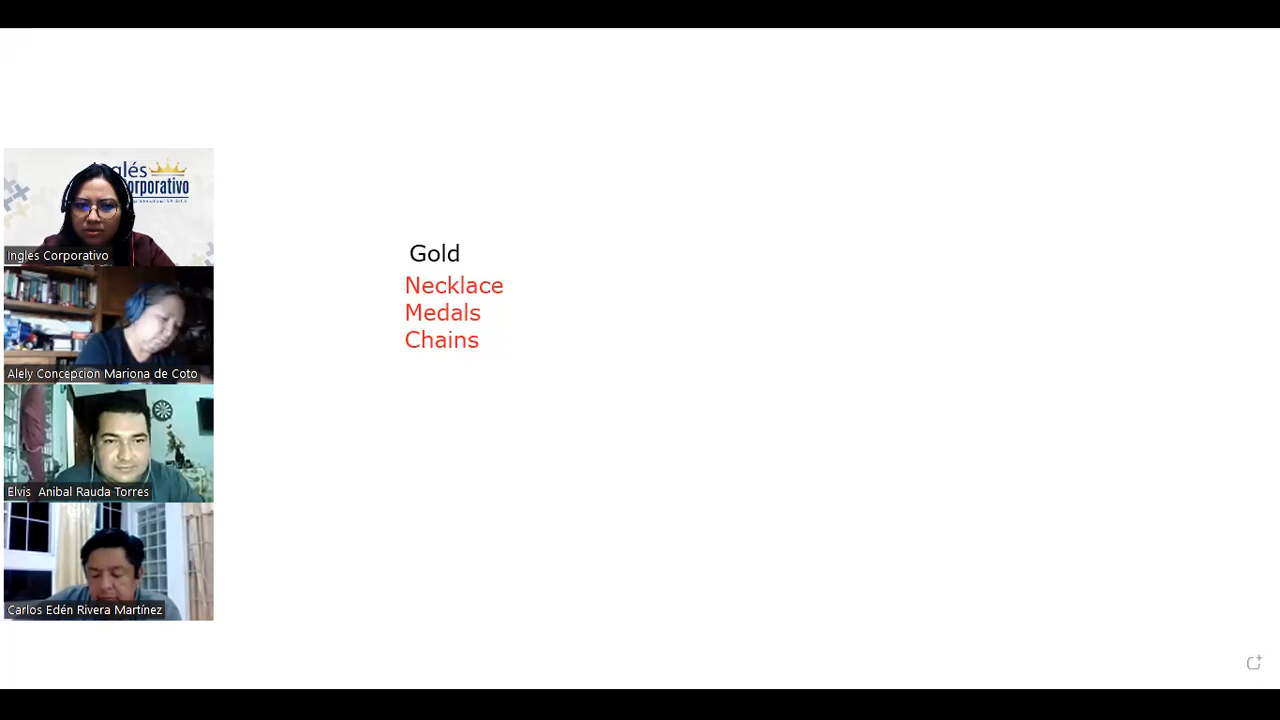 Inglés
Corporativo
Ingles Corporativo
Alely Concepcion Mariona de Coto
Elvis Anibal Rauda Torres
Carlos Edén Rivera Martínez
Gold
Necklace
Medals
Chains